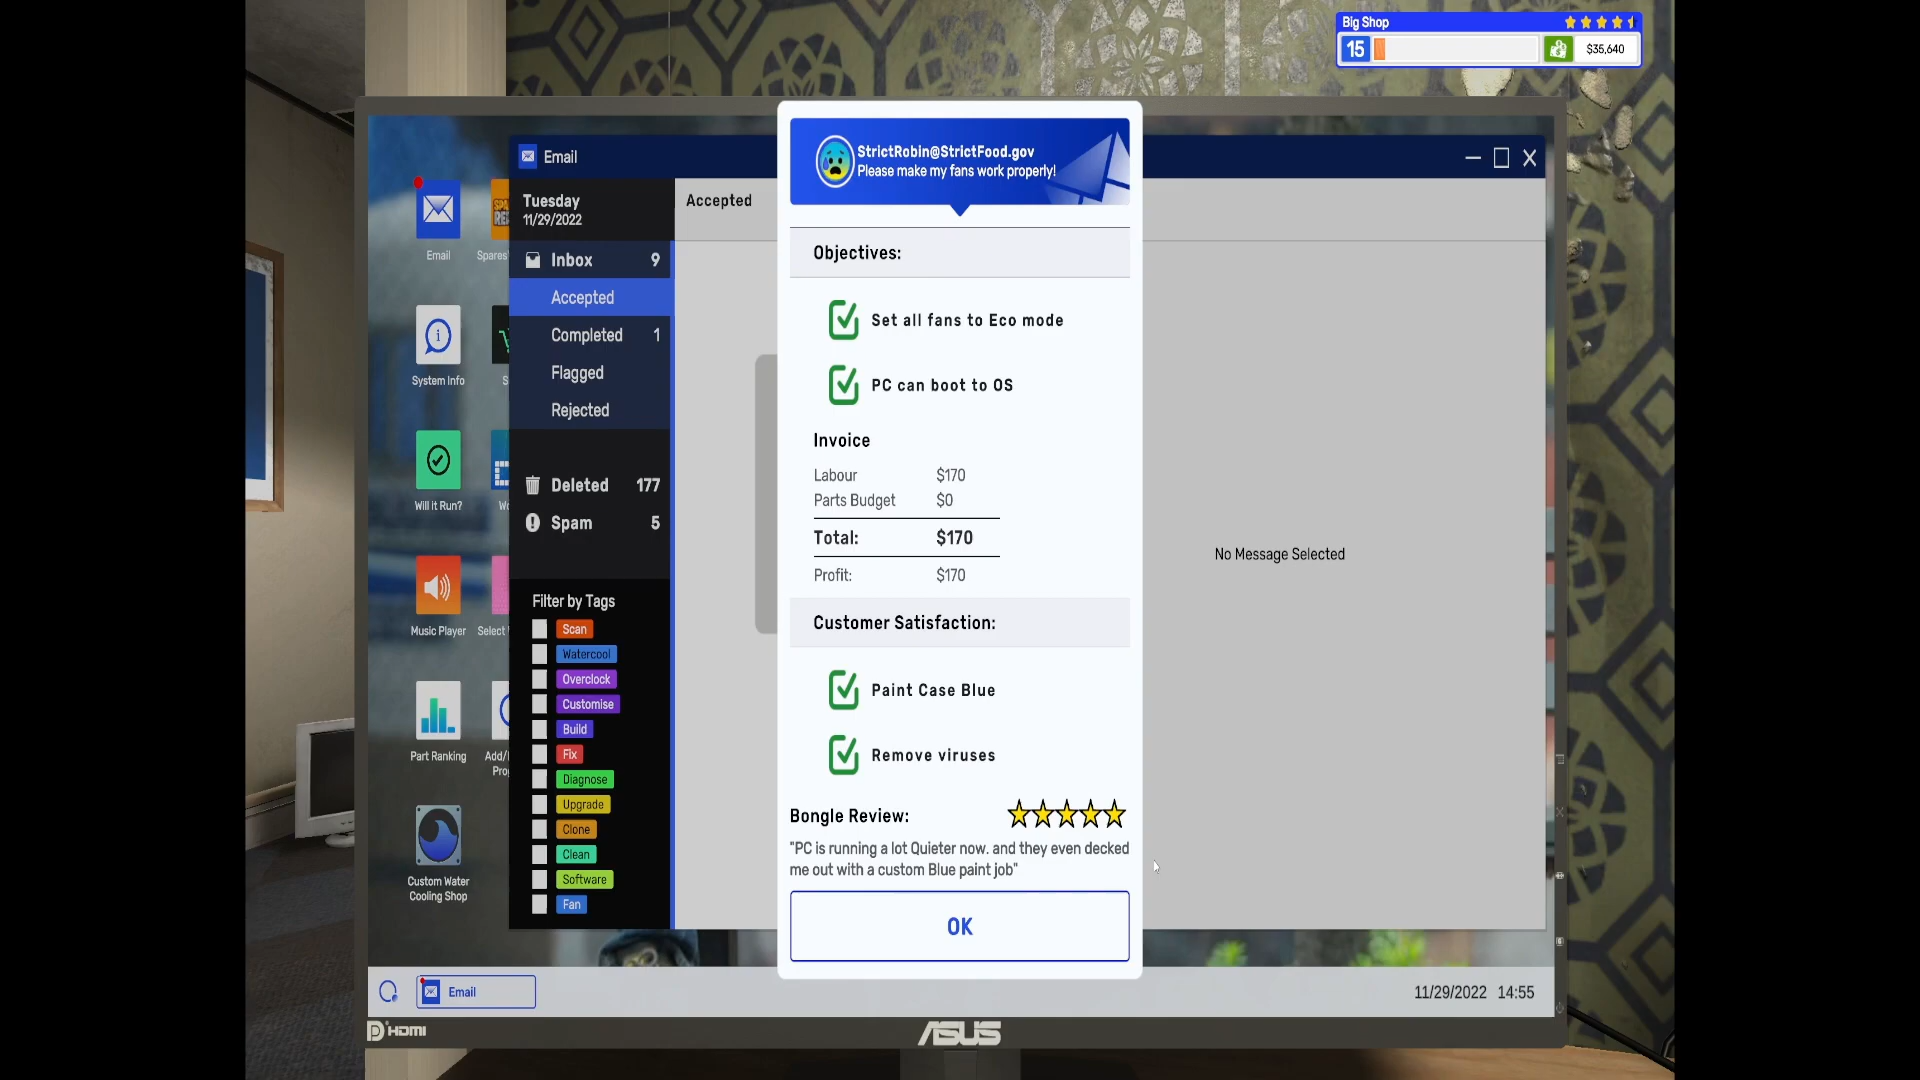 Big Shop
15
$35,640
StrictRobin@StrictFood.gov
Please make my fans work properly!
Email
Tuesday
11/29/2022
Accepted
Inbox 9
Accepted
Completed 1
Flagged
Rejected
Deleted 177
Spam 5
Filter by Tags
Scan
Watercool
Overclock
Customise
Build
Fix
Diagnose
Upgrade
Clone
Clean
Software
Fan
Email
System Info
Will it Run?
Music Player
Select
Part Ranking
Custom Water
Cooling Shop
Objectives:
Set all fans to Eco mode
PC can boot to OS
Invoice
Labour $170
Parts Budget $0
Total: $170
Profit: $170
Customer Satisfaction:
Paint Case Blue
Remove viruses
Bongle Review:
"PC is running a lot Quieter now. and they even decked
me out with a custom Blue paint job"
OK
No Message Selected
Email
11/29/2022 14:55
HDMI
ASUS